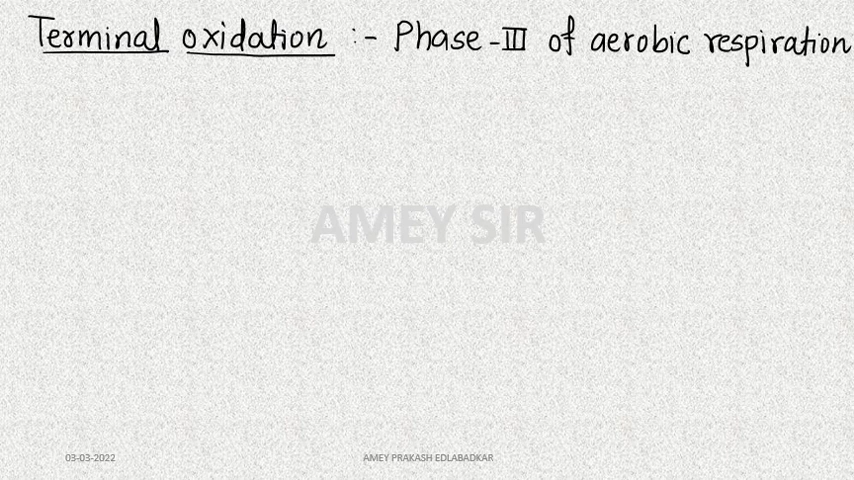 Terminal oxidation :- Phase -III of aerobic respiration
AMEY SIR
03-03-2022
AMEY PRAKASH EDLABADKAR